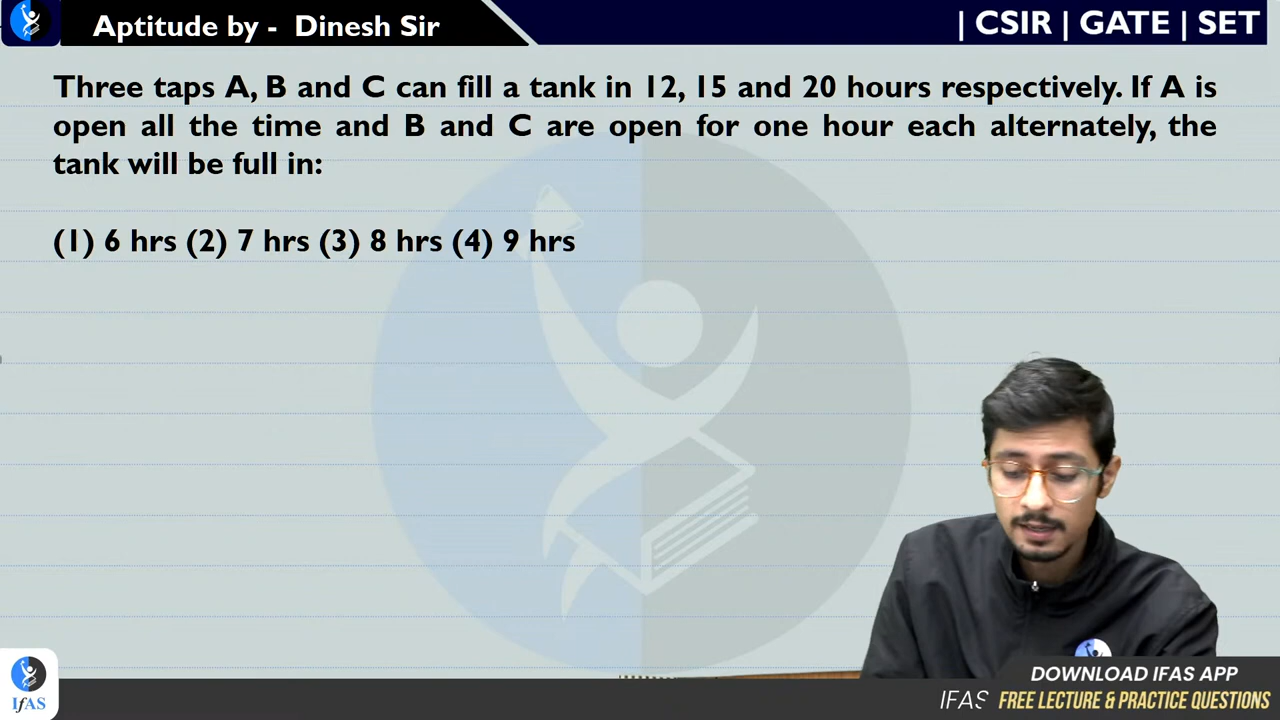 Aptitude by - Dinesh Sir
| CSIR | GATE | SET
Three taps A, B and C can fill a tank in 12, 15 and 20 hours respectively. If A is
open all the time and B and C are open for one hour each alternately, the
tank will be full in:
(1) 6 hrs (2) 7 hrs (3) 8 hrs (4) 9 hrs
IfAS
DOWNLOAD IFAS APP
IFAS FREE LECTURE & PRACTICE QUESTIONS